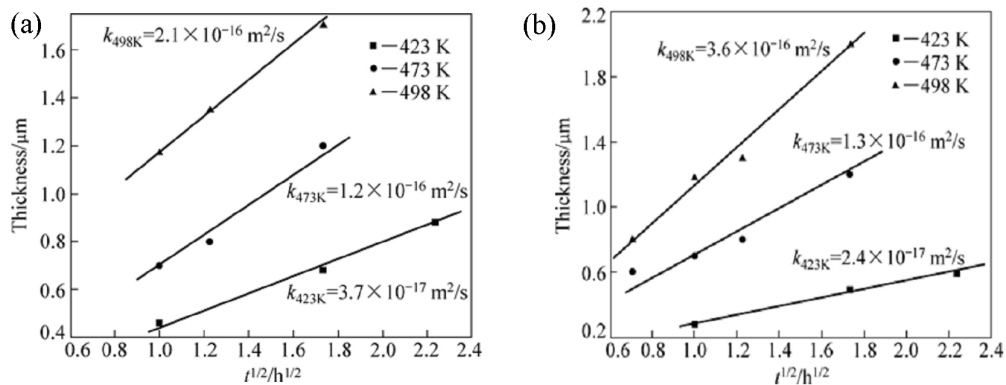 (a)
k498K=2.1×10−16 m2/s
■—423 K
●—473 K
▲—498 K
k473K=1.2×10−16 m2/s
k423K=3.7×10−17 m2/s
Thickness/μm
1.6
1.4
1.2
1.0
0.8
0.6
0.4
0.6 0.8 1.0 1.2 1.4 1.6 1.8 2.0 2.2 2.4
t1/2/h1/2
(b)
k498K=3.6×10−16 m2/s
■—423 K
●—473 K
▲—498 K
k473K=1.3×10−16 m2/s
k423K=2.4×10−17 m2/s
Thickness/μm
2.2
1.8
1.4
1.0
0.6
0.2
0.6 0.8 1.0 1.2 1.4 1.6 1.8 2.0 2.2 2.4
t1/2/h1/2